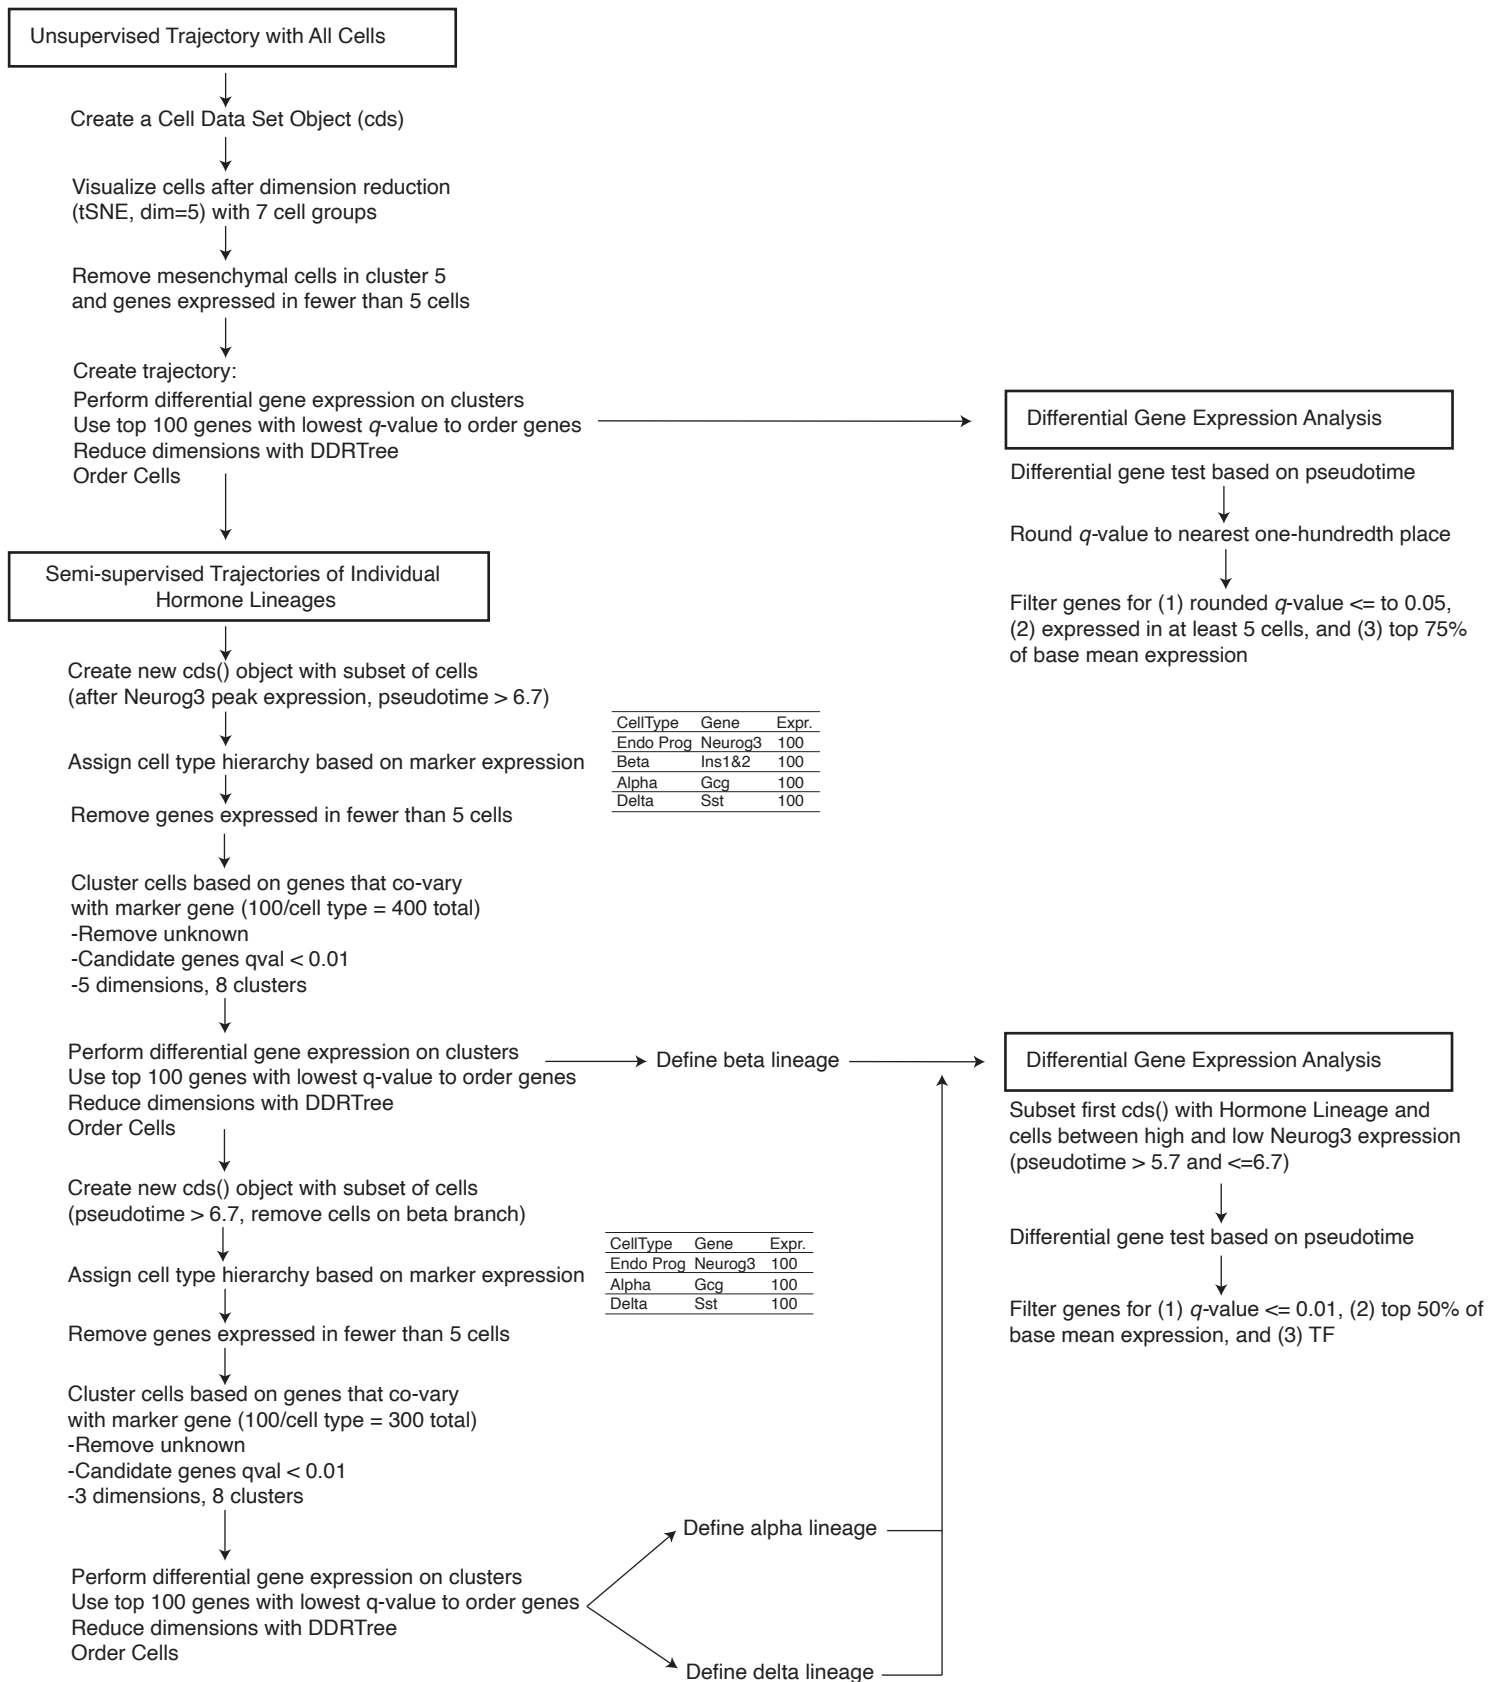 Unsupervised Trajectory with All Cells
Create a Cell Data Set Object (cds)
Visualize cells after dimension reduction
(tSNE, dim=5) with 7 cell groups
Remove mesenchymal cells in cluster 5
and genes expressed in fewer than 5 cells
Create trajectory:
Perform differential gene expression on clusters
Use top 100 genes with lowest q-value to order genes
Reduce dimensions with DDRTree
Order Cells
Differential Gene Expression Analysis
Differential gene test based on pseudotime
Round q-value to nearest one-hundredth place
Filter genes for (1) rounded q-value <= to 0.05,
(2) expressed in at least 5 cells, and (3) top 75%
of base mean expression
Semi-supervised Trajectories of Individual
Hormone Lineages
Create new cds() object with subset of cells
(after Neurog3 peak expression, pseudotime > 6.7)
Assign cell type hierarchy based on marker expression
CellType Gene Expr.
Endo Prog Neurog3 100
Beta Ins1&2 100
Alpha Gcg 100
Delta Sst 100
Remove genes expressed in fewer than 5 cells
Cluster cells based on genes that co-vary
with marker gene (100/cell type = 400 total)
-Remove unknown
-Candidate genes qval < 0.01
-5 dimensions, 8 clusters
Perform differential gene expression on clusters
Use top 100 genes with lowest q-value to order genes
Reduce dimensions with DDRTree
Order Cells
Define beta lineage
Differential Gene Expression Analysis
Subset first cds() with Hormone Lineage and
cells between high and low Neurog3 expression
(pseudotime > 5.7 and <=6.7)
Differential gene test based on pseudotime
Filter genes for (1) q-value <= 0.01, (2) top 50% of
base mean expression, and (3) TF
Create new cds() object with subset of cells
(pseudotime > 6.7, remove cells on beta branch)
Assign cell type hierarchy based on marker expression
CellType Gene Expr.
Endo Prog Neurog3 100
Alpha Gcg 100
Delta Sst 100
Remove genes expressed in fewer than 5 cells
Cluster cells based on genes that co-vary
with marker gene (100/cell type = 300 total)
-Remove unknown
-Candidate genes qval < 0.01
-3 dimensions, 8 clusters
Perform differential gene expression on clusters
Use top 100 genes with lowest q-value to order genes
Reduce dimensions with DDRTree
Order Cells
Define alpha lineage
Define delta lineage